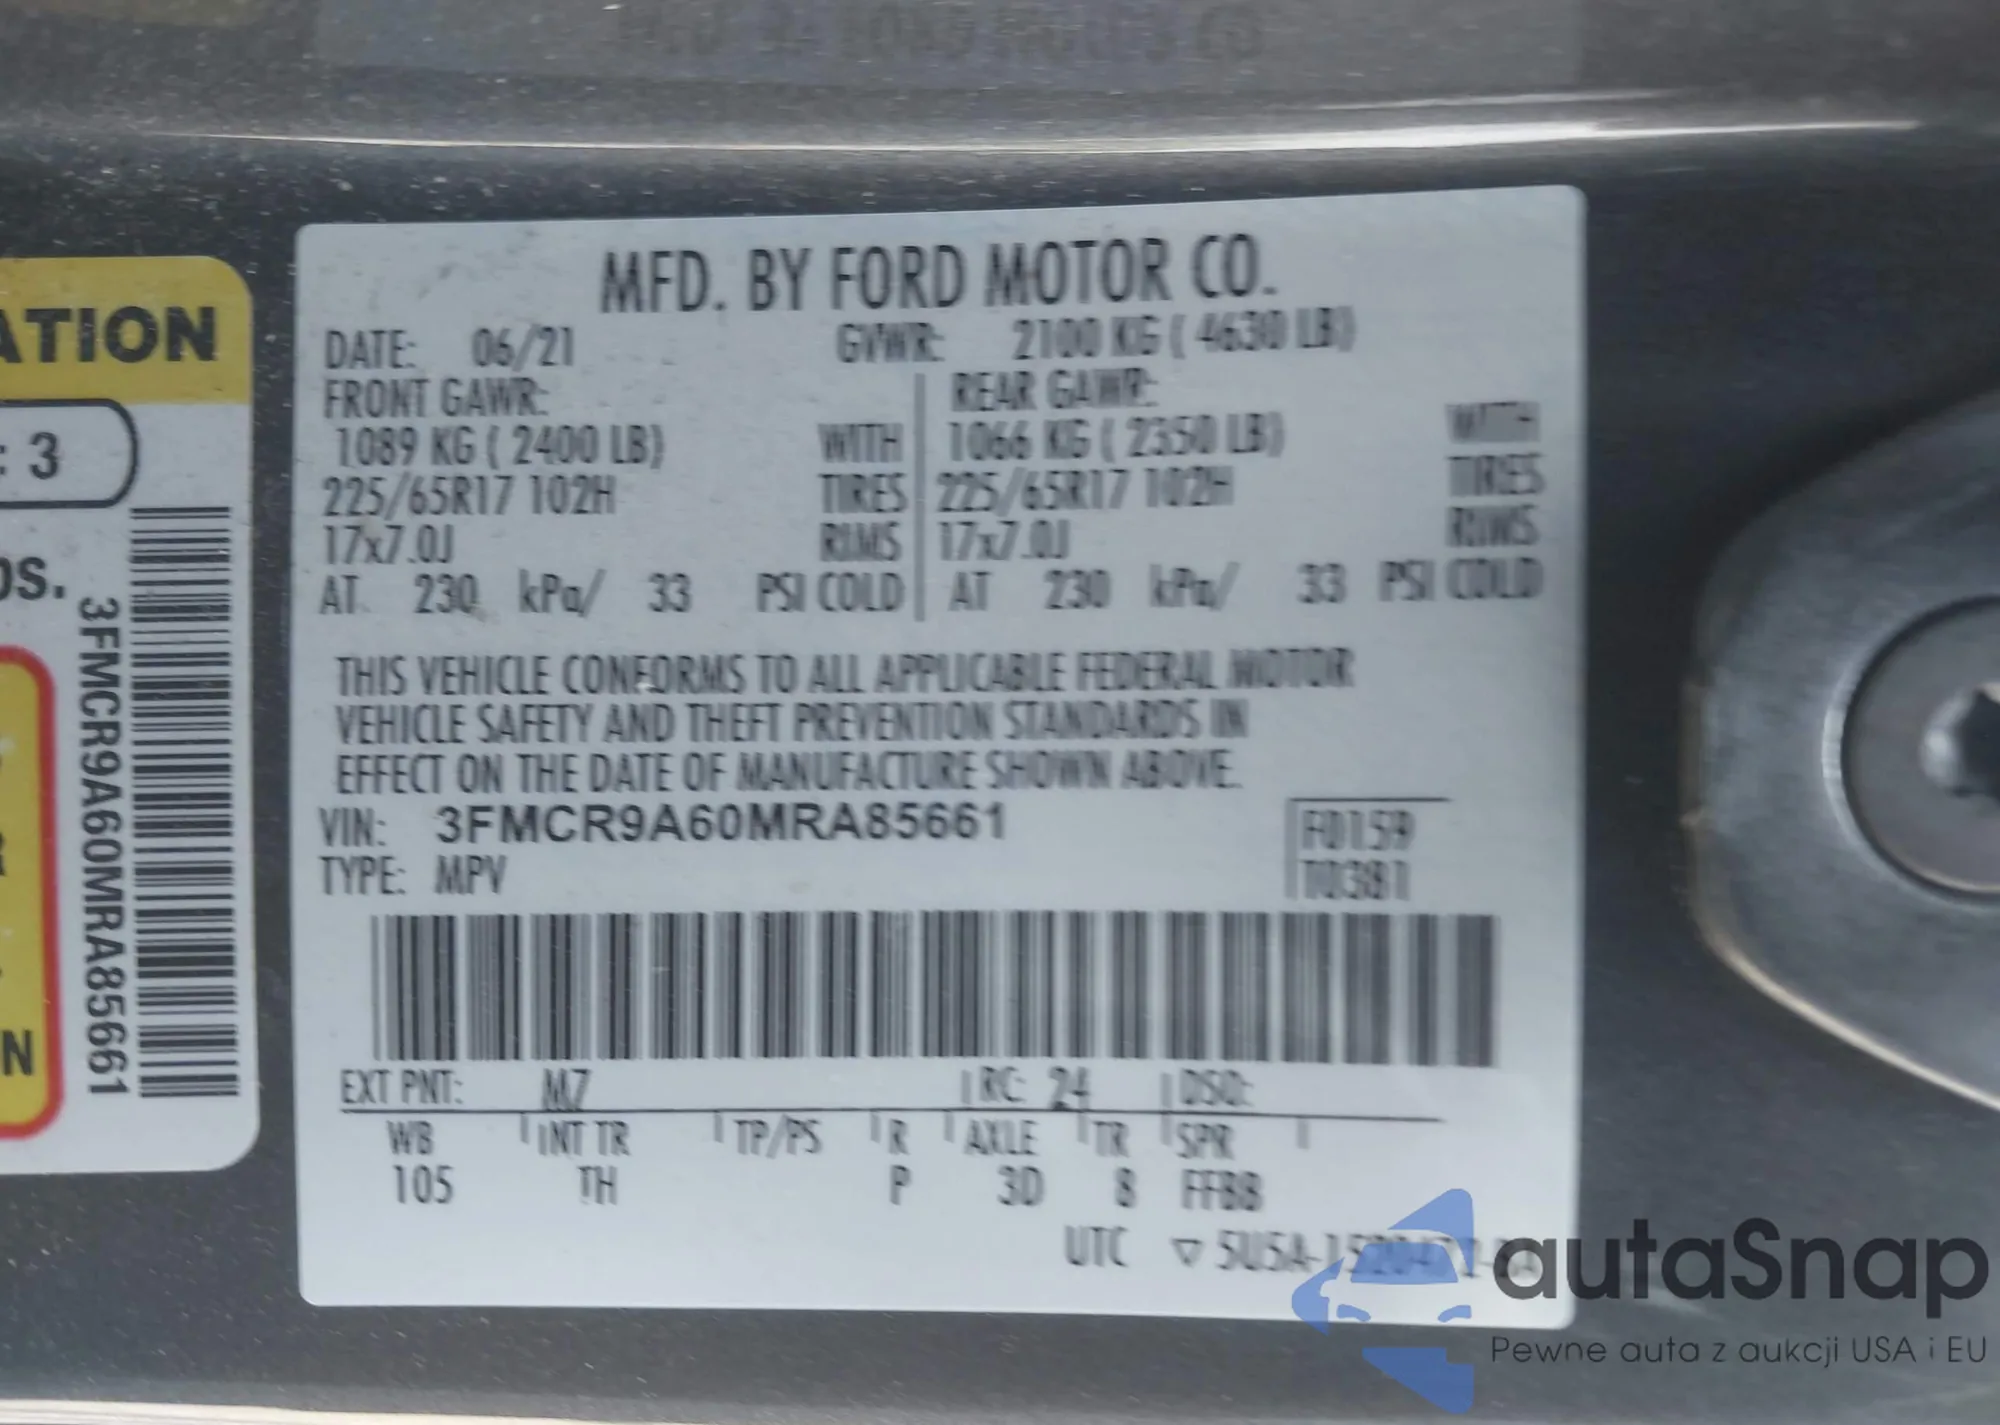 ATION
: 3
OS.
3FMCR9A60MRA85661
N
MFD. BY FORD MOTOR CO.
DATE: 06/21 GVWR: 2100 KG ( 4630 LB)
FRONT GAWR: REAR GAWR:
1089 KG ( 2400 LB) WITH 1066 KG ( 2350 LB) WITH
225/65R17 102H TIRES 225/65R17 102H TIRES
17x7.0J RIMS 17x7.0J RIMS
AT 230 kPa/ 33 PSI COLD AT 230 kPa/ 33 PSI COLD
THIS VEHICLE CONFORMS TO ALL APPLICABLE FEDERAL MOTOR
VEHICLE SAFETY AND THEFT PREVENTION STANDARDS IN
EFFECT ON THE DATE OF MANUFACTURE SHOWN ABOVE.
VIN: 3FMCR9A60MRA85661 F0159
TYPE: MPV T0381
EXT PNT: M7 RC: 24 DSO:
WB INT TR TP/PS R AXLE TR SPR
105 TH P 3D 8 FFBB
UTC ▽ 5U5A-1520472-
autaSnap
Pewne auta z aukcji USA i EU